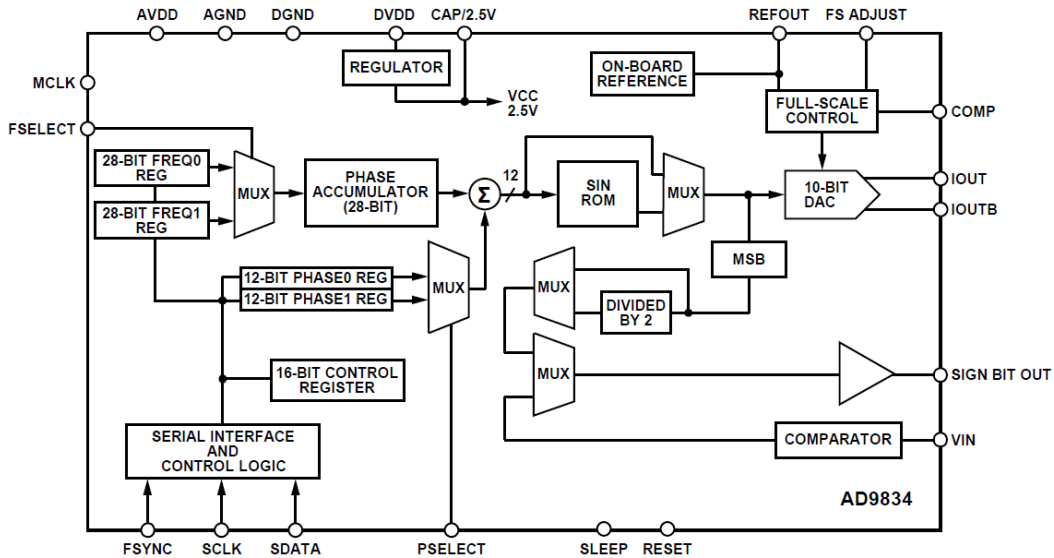 AVDD
AGND
DGND
DVDD
CAP/2.5V
REFOUT
FS ADJUST
MCLK
REGULATOR
VCC
2.5V
ON-BOARD
REFERENCE
FULL-SCALE
CONTROL
COMP
FSELECT
28-BIT FREQ0
REG
28-BIT FREQ1
REG
MUX
PHASE
ACCUMULATOR
(28-BIT)
Σ
12
SIN
ROM
MUX
10-BIT
DAC
IOUT
IOUTB
MSB
12-BIT PHASE0 REG
12-BIT PHASE1 REG
MUX
MUX
DIVIDED
BY 2
16-BIT CONTROL
REGISTER
MUX
SIGN BIT OUT
SERIAL INTERFACE
AND
CONTROL LOGIC
COMPARATOR
VIN
AD9834
FSYNC
SCLK
SDATA
PSELECT
SLEEP
RESET